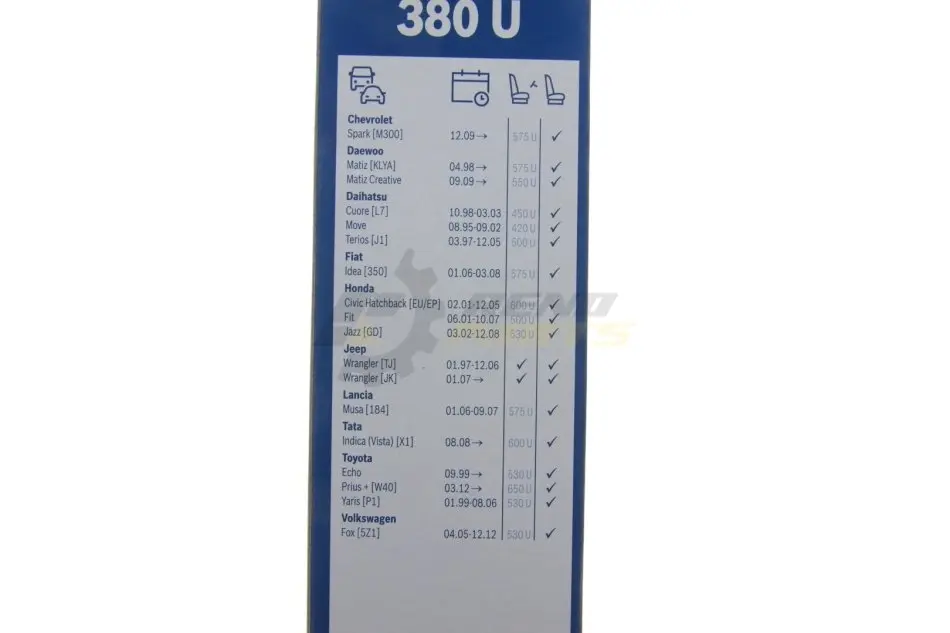 380 U
Chevrolet
Spark [M300] 12.09→ 575 U ✓
Daewoo
Matiz [KLYA] 04.98→ 575 U ✓
Matiz Creative 09.09→ 550 U ✓
Daihatsu
Cuore [L7] 10.98-03.03 450 U ✓
Move 08.95-09.02 420 U ✓
Terios [J1] 03.97-12.05 500 U ✓
Fiat
Idea [350] 01.06-03.08 575 U ✓
Honda
Civic Hatchback [EU/EP] 02.01-12.05 600 U ✓
Fit 06.01-10.07 600 U ✓
Jazz [GD] 03.02-12.08 530 U ✓
Jeep
Wrangler [TJ] 01.97-12.06 ✓ ✓
Wrangler [JK] 01.07→ ✓ ✓
Lancia
Musa [184] 01.06-09.07 575 U ✓
Tata
Indica (Vista) [X1] 08.08→ 600 U ✓
Toyota
Echo 09.99→ 530 U ✓
Prius + [W40] 03.12→ 650 U ✓
Yaris [P1] 01.99-08.06 530 U ✓
Volkswagen
Fox [5Z1] 04.05-12.12 530 U ✓